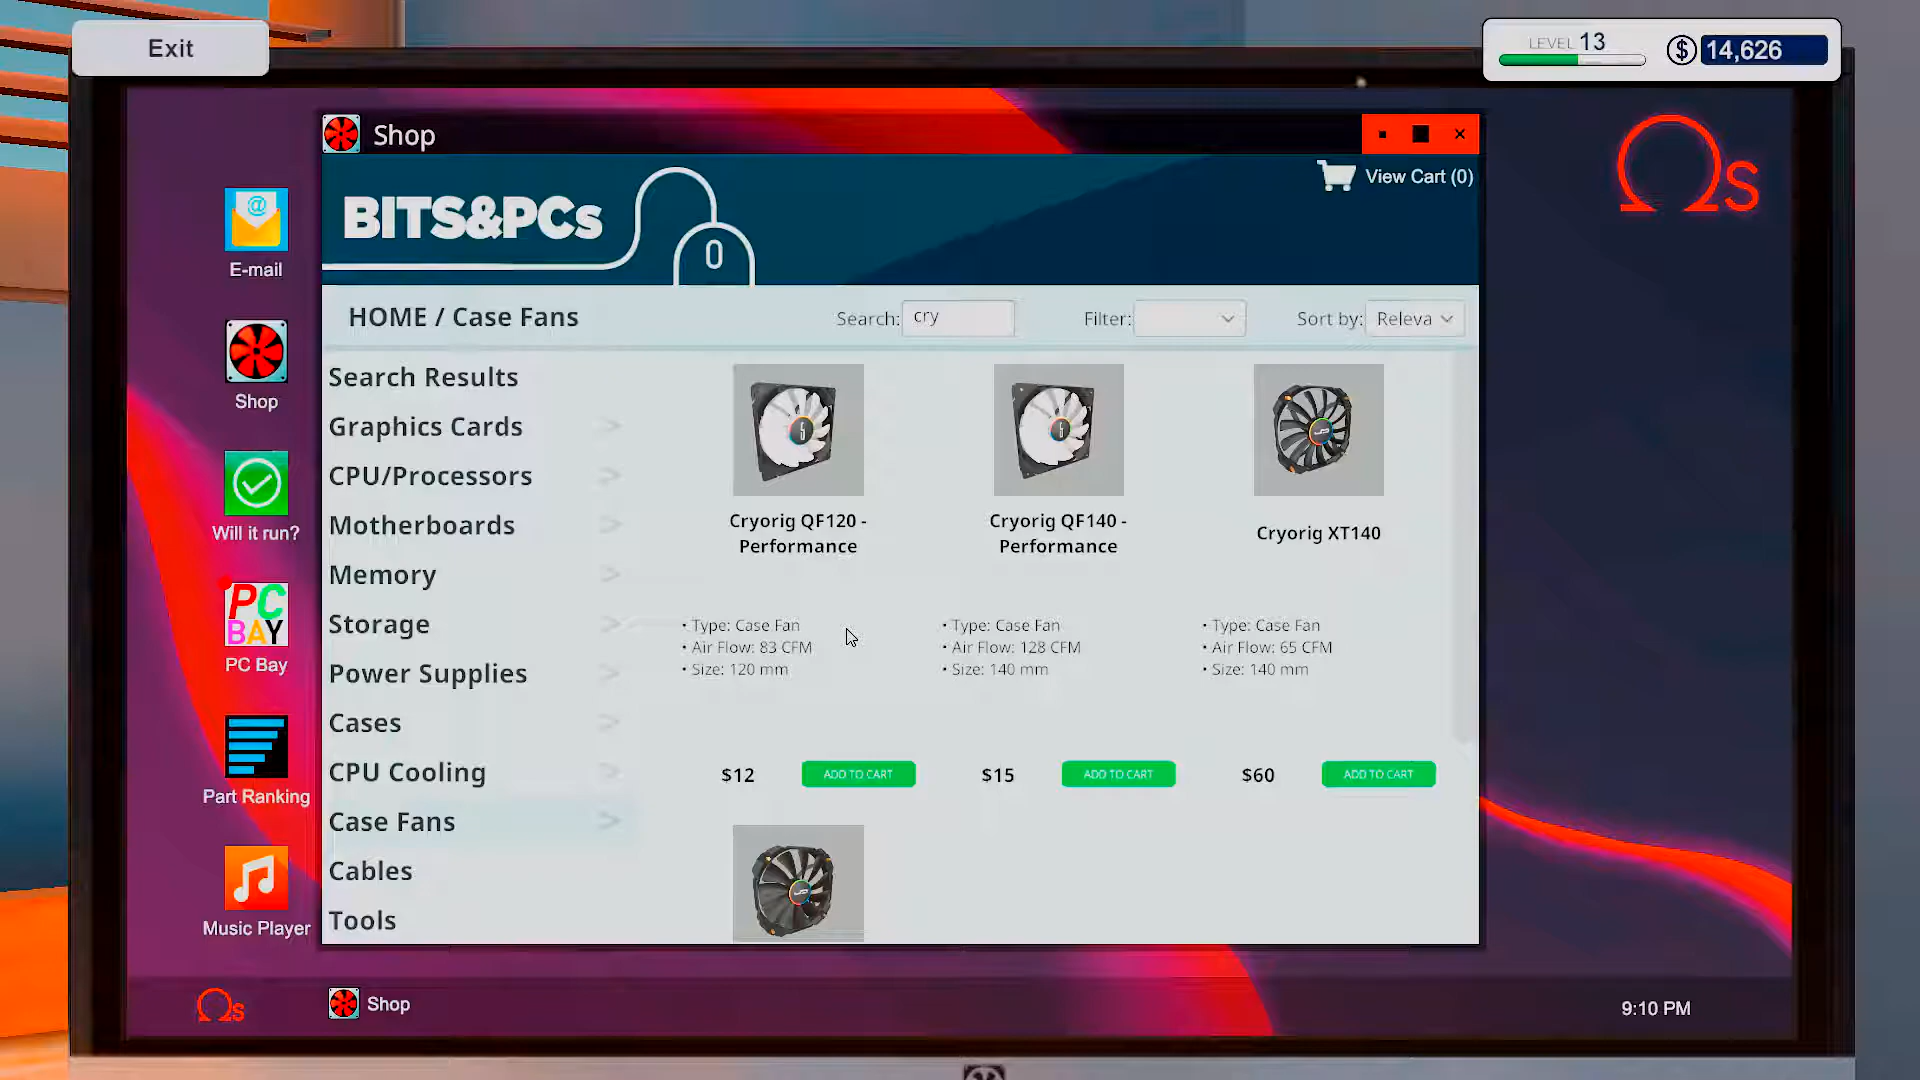 Exit
LEVEL 13
$ 14,626
Shop
View Cart (0)
BITS&PCs
HOME / Case Fans
Search: cry
Filter:
Sort by: Releva
Search Results
Graphics Cards >
CPU/Processors >
Motherboards >
Memory >
Storage >
Power Supplies >
Cases >
CPU Cooling >
Case Fans >
Cables
Tools
Cryorig QF120 -
Performance
• Type: Case Fan
• Air Flow: 83 CFM
• Size: 120 mm
$12
ADD TO CART
Cryorig QF140 -
Performance
• Type: Case Fan
• Air Flow: 128 CFM
• Size: 140 mm
$15
ADD TO CART
Cryorig XT140
• Type: Case Fan
• Air Flow: 65 CFM
• Size: 140 mm
$60
ADD TO CART
E-mail
Shop
Will it run?
PC
BAY
PC Bay
Part Ranking
Music Player
Ωs
Ωs
Shop
9:10 PM